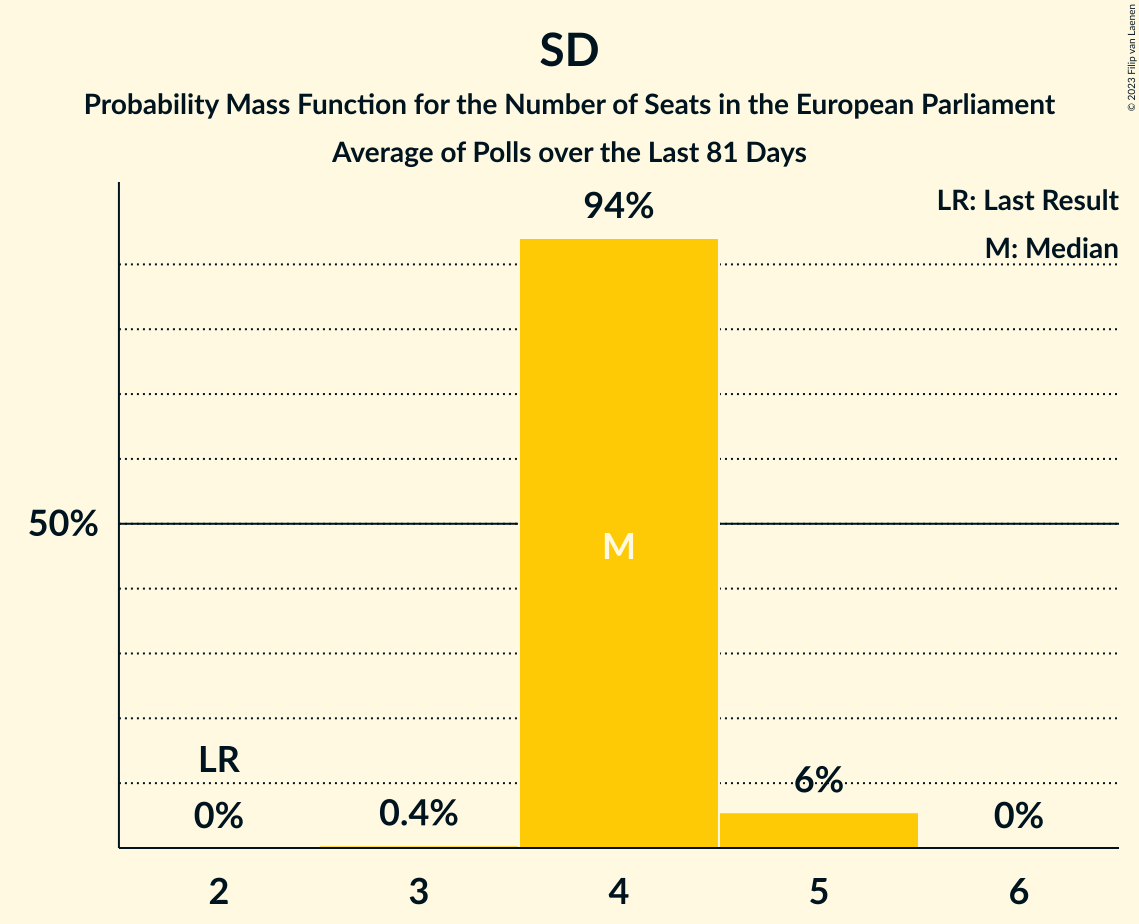 SD
Probability Mass Function for the Number of Seats in the European Parliament
Average of Polls over the Last 81 Days
© 2023 Filip van Laenen
LR: Last Result
M: Median
94%
50%
M
LR
0%
0.4%
6%
0%
2
3
4
5
6